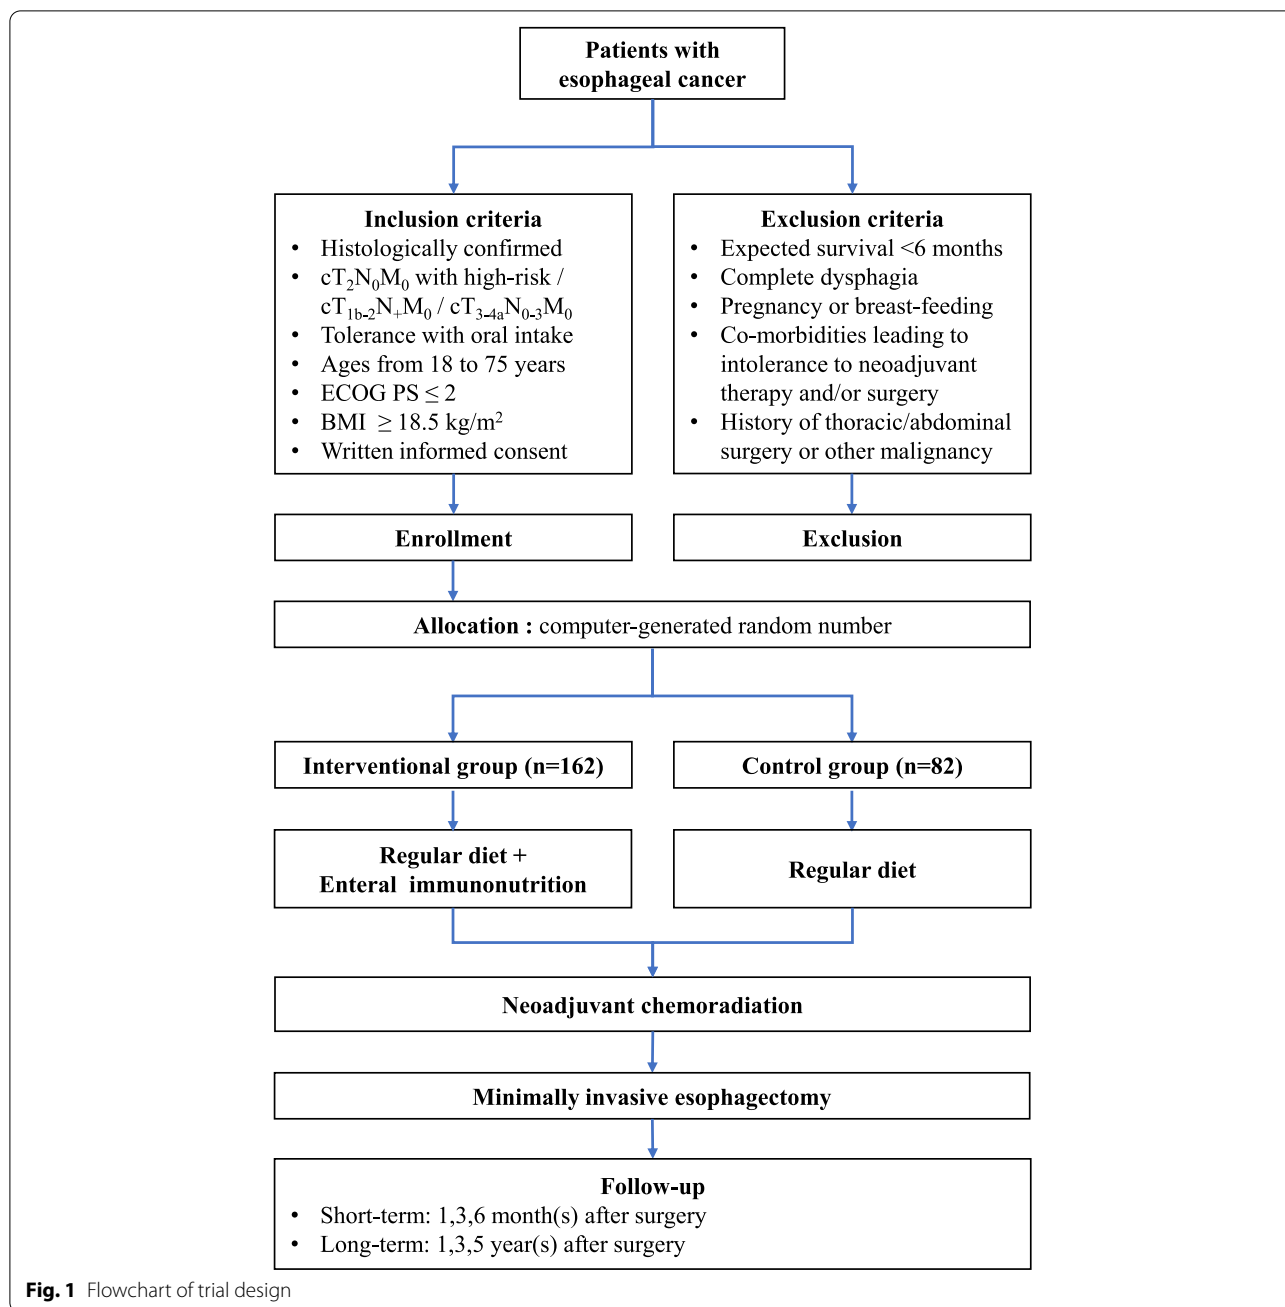 Patients with
esophageal cancer
Inclusion criteria
• Histologically confirmed
• cT₂N₀M₀ with high-risk /
cT₁b-₂N₊M₀ / cT₃-₄ₐN₀-₃M₀
• Tolerance with oral intake
• Ages from 18 to 75 years
• ECOG PS ≤ 2
• BMI ≥ 18.5 kg/m²
• Written informed consent
Exclusion criteria
• Expected survival <6 months
• Complete dysphagia
• Pregnancy or breast-feeding
• Co-morbidities leading to
intolerance to neoadjuvant
therapy and/or surgery
• History of thoracic/abdominal
surgery or other malignancy
Enrollment
Exclusion
Allocation : computer-generated random number
Interventional group (n=162)
Control group (n=82)
Regular diet +
Enteral immunonutrition
Regular diet
Neoadjuvant chemoradiation
Minimally invasive esophagectomy
Follow-up
• Short-term: 1,3,6 month(s) after surgery
• Long-term: 1,3,5 year(s) after surgery
Fig. 1 Flowchart of trial design